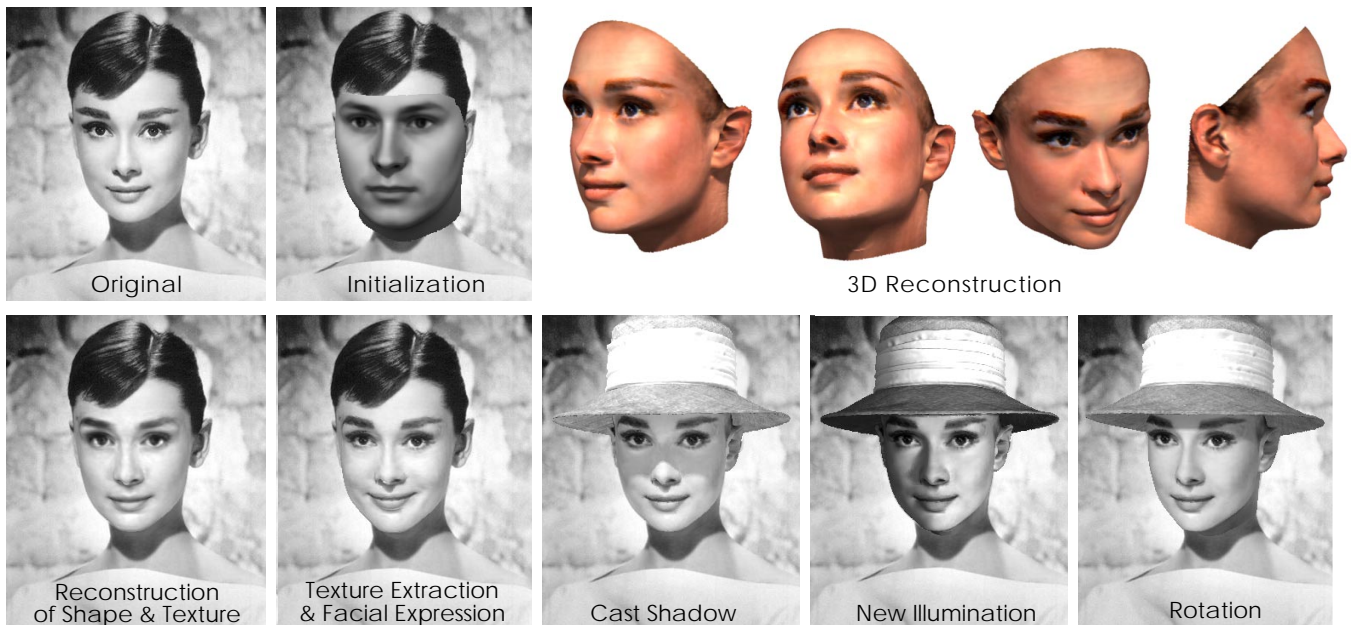 Original
Initialization
3D Reconstruction
Reconstruction
of Shape & Texture
Texture Extraction
& Facial Expression
Cast Shadow
New Illumination
Rotation